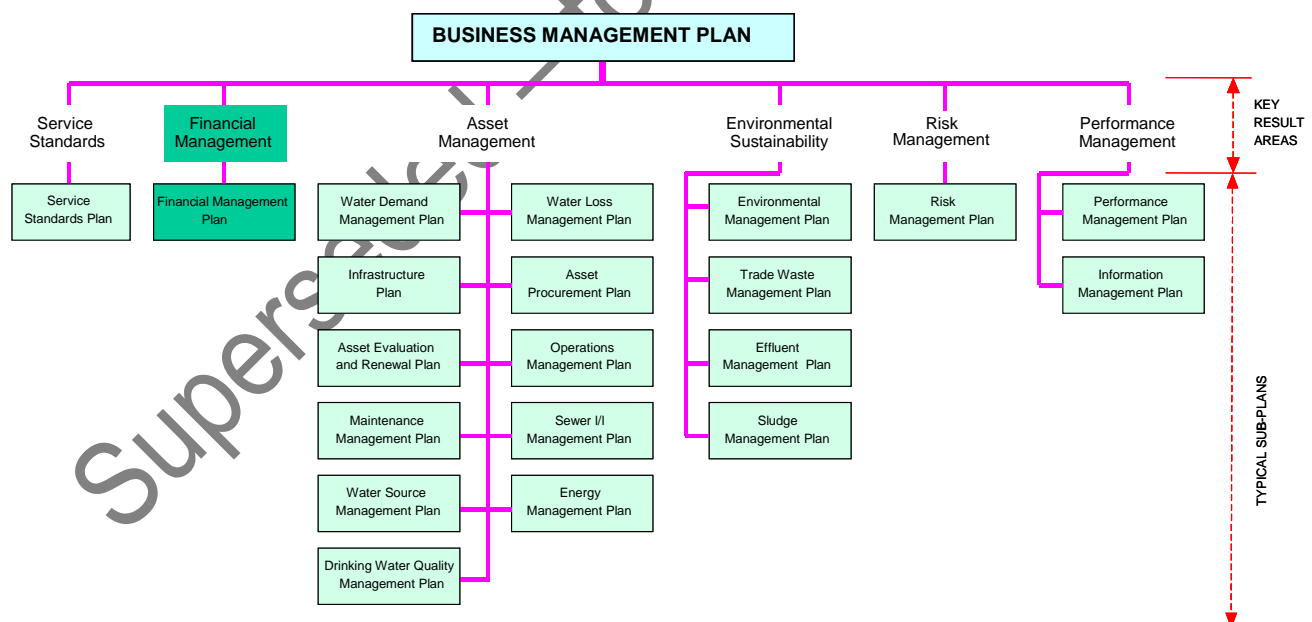 BUSINESS MANAGEMENT PLAN
Service
Standards
Financial
Management
Asset
Management
Environmental
Sustainability
Risk
Management
Performance
Management
KEY
RESULT
AREAS
Service
Standards Plan
Financial Management
Plan
Water Demand
Management Plan
Water Loss
Management Plan
Environmental
Management Plan
Risk
Management Plan
Performance
Management Plan
Infrastructure
Plan
Asset
Procurement Plan
Trade Waste
Management Plan
Information
Management Plan
Asset Evaluation
and Renewal Plan
Operations
Management Plan
Effluent
Management Plan
Maintenance
Management Plan
Sewer I/I
Management Plan
Sludge
Management Plan
Water Source
Management Plan
Energy
Management Plan
Drinking Water Quality
Management Plan
TYPICAL SUB-PLANS